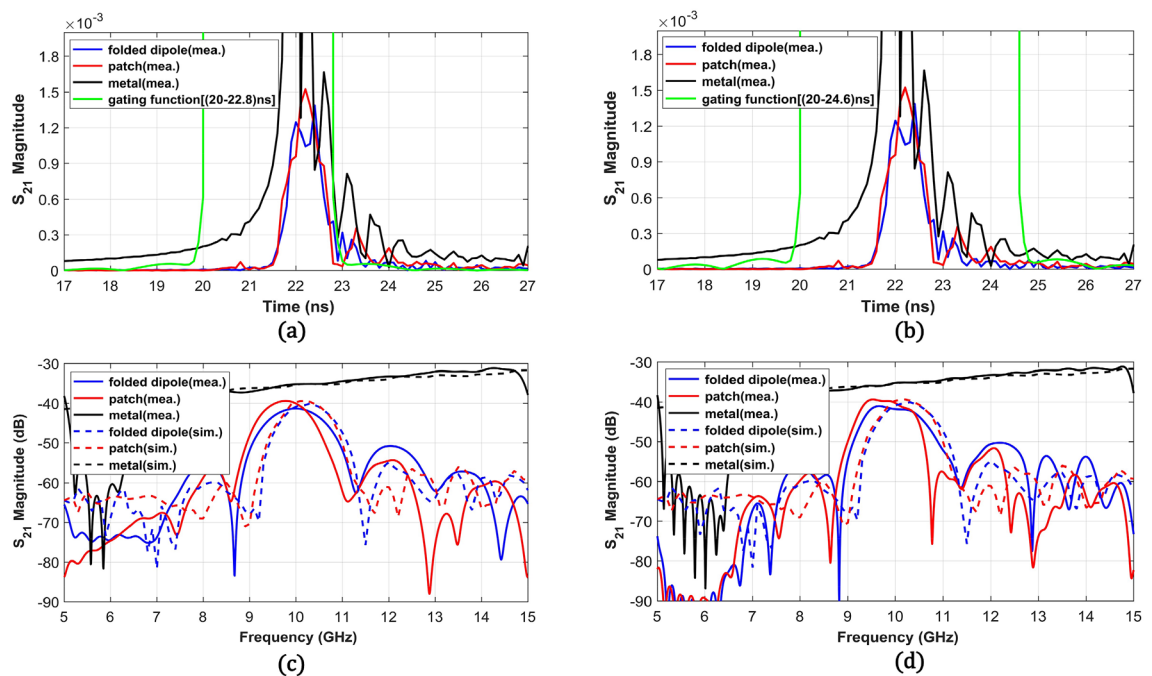 ×10⁻³
1.8
1.5
1.2
0.9
0.6
0.3
0
S₂₁ Magnitude
folded dipole(mea.)
patch(mea.)
metal(mea.)
gating function[(20-22.8)ns]
17 18 19 20 21 22 23 24 25 26 27
Time (ns)
(a)
×10⁻³
1.8
1.5
1.2
0.9
0.6
0.3
0
S₂₁ Magnitude
folded dipole(mea.)
patch(mea.)
metal(mea.)
gating function[(20-24.6)ns]
17 18 19 20 21 22 23 24 25 26 27
Time (ns)
(b)
-30
-40
-50
-60
-70
-80
-90
S₂₁ Magnitude (dB)
folded dipole(mea.)
patch(mea.)
metal(mea.)
folded dipole(sim.)
patch(sim.)
metal(sim.)
5 6 7 8 9 10 11 12 13 14 15
Frequency (GHz)
(c)
-30
-40
-50
-60
-70
-80
-90
S₂₁ Magnitude (dB)
folded dipole(mea.)
patch(mea.)
metal(mea.)
folded dipole(sim.)
patch(sim.)
metal(sim.)
5 6 7 8 9 10 11 12 13 14 15
Frequency (GHz)
(d)